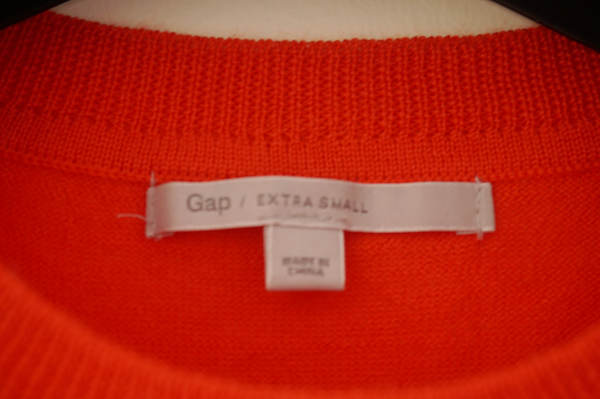 Gap / EXTRA SMALL
MADE IN
CHINA